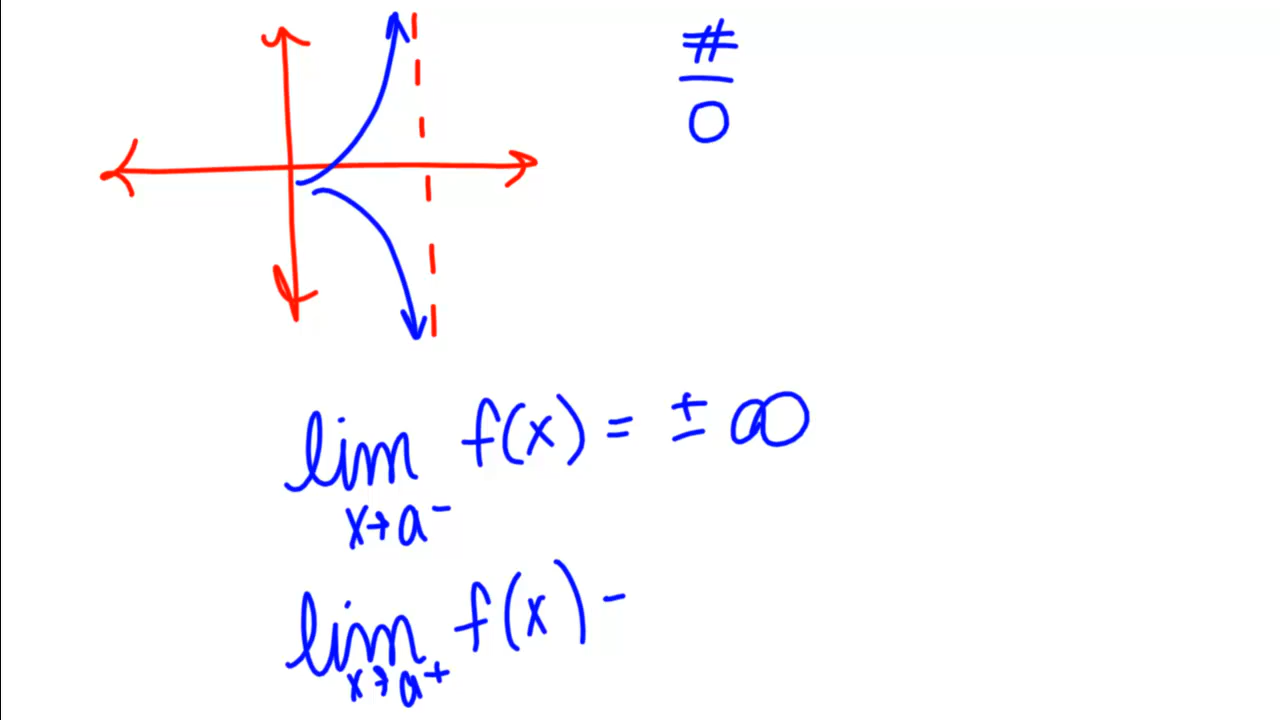 #
0
lim f(x) = ± ∞
x→a⁻
lim f(x) -
x→a⁺